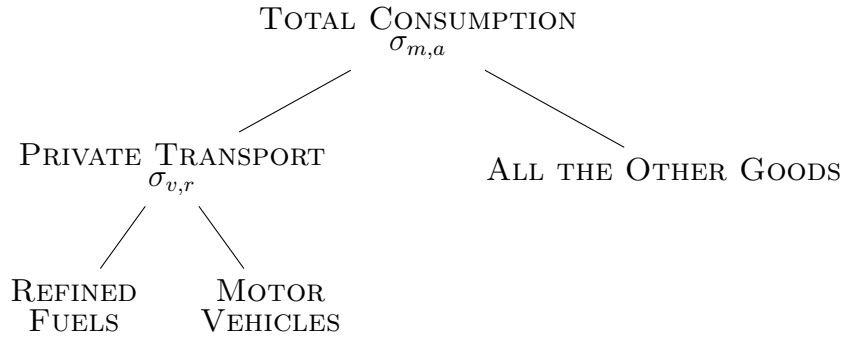 TOTAL CONSUMPTION
σm,a
PRIVATE TRANSPORT
σv,r
ALL THE OTHER GOODS
REFINED
FUELS
MOTOR
VEHICLES